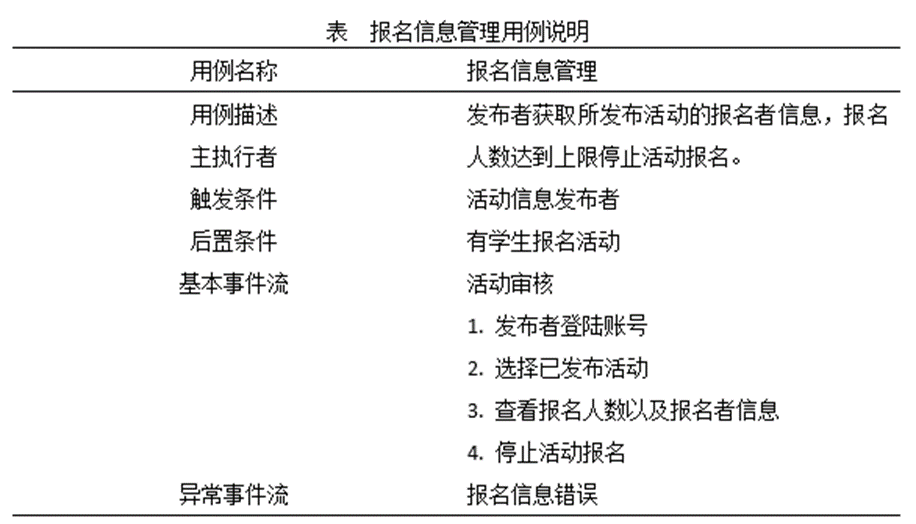 表 报名信息管理用例说明
用例名称 报名信息管理
用例描述 发布者获取所发布活动的报名者信息，报名
主执行者 人数达到上限停止活动报名。
触发条件 活动信息发布者
后置条件 有学生报名活动
基本事件流 活动审核
1. 发布者登陆账号
2. 选择已发布活动
3. 查看报名人数以及报名者信息
4. 停止活动报名
异常事件流 报名信息错误